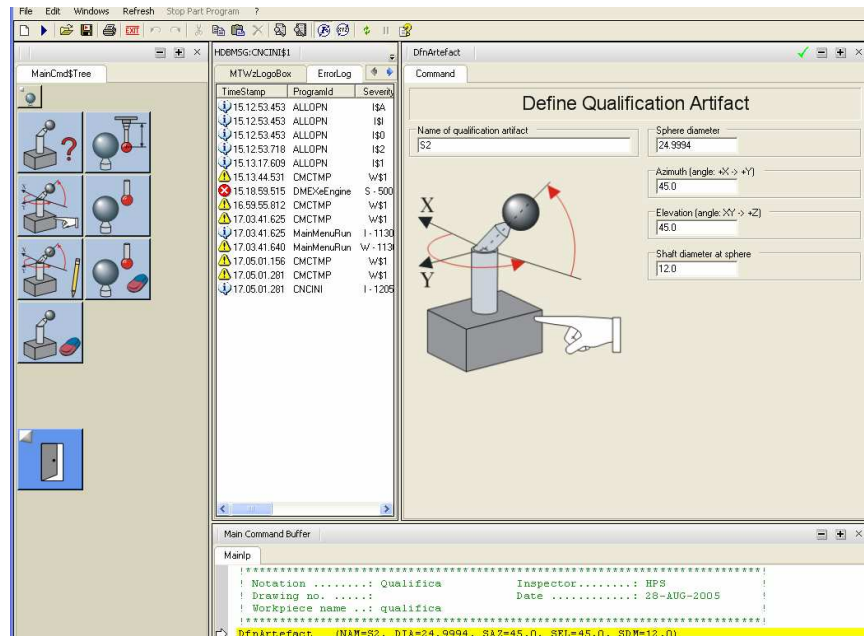 File Edit Windows Refresh Stop Part Program ?
EXIT
MainCmd$Tree
HDBMSG:CNCINI$1
MTWzLogoBox ErrorLog
TimeStamp ProgramId Severity
15.12.53.453 ALLOPN I$A
15.12.53.453 ALLOPN I$I
15.12.53.453 ALLOPN I$0
15.12.53.718 ALLOPN I$2
15.13.17.609 ALLOPN I$1
15.13.44.531 CMCTMP W$1
15.18.59.515 DMEXeEngine S - 500
16.59.55.812 CMCTMP W$1
17.03.41.625 CMCTMP W$1
17.03.41.625 MainMenuRun I - 1130
17.03.41.640 MainMenuRun W - 113
17.05.01.156 CMCTMP W$1
17.05.01.281 CMCTMP W$1
17.05.01.281 CNCINI I - 1205
DfnArtefact
Command
Define Qualification Artifact
Name of qualification artifact
S2
Sphere diameter
24.9994
Azimuth (angle: +X -> +Y)
45.0
Elevation (angle: XY -> +Z)
45.0
Shaft diameter at sphere
12.0
X
Y
Main Command Buffer
MainIp
! Notation ........: Qualifica Inspector........: HPS !
! Drawing no. .....: Date .............: 28-AUG-2005 !
! Workpiece name ..: qualifica !
DfnArtefact (NAM=S2, DIA=24.9994, SAZ=45.0, SEL=45.0, SDM=12.0)